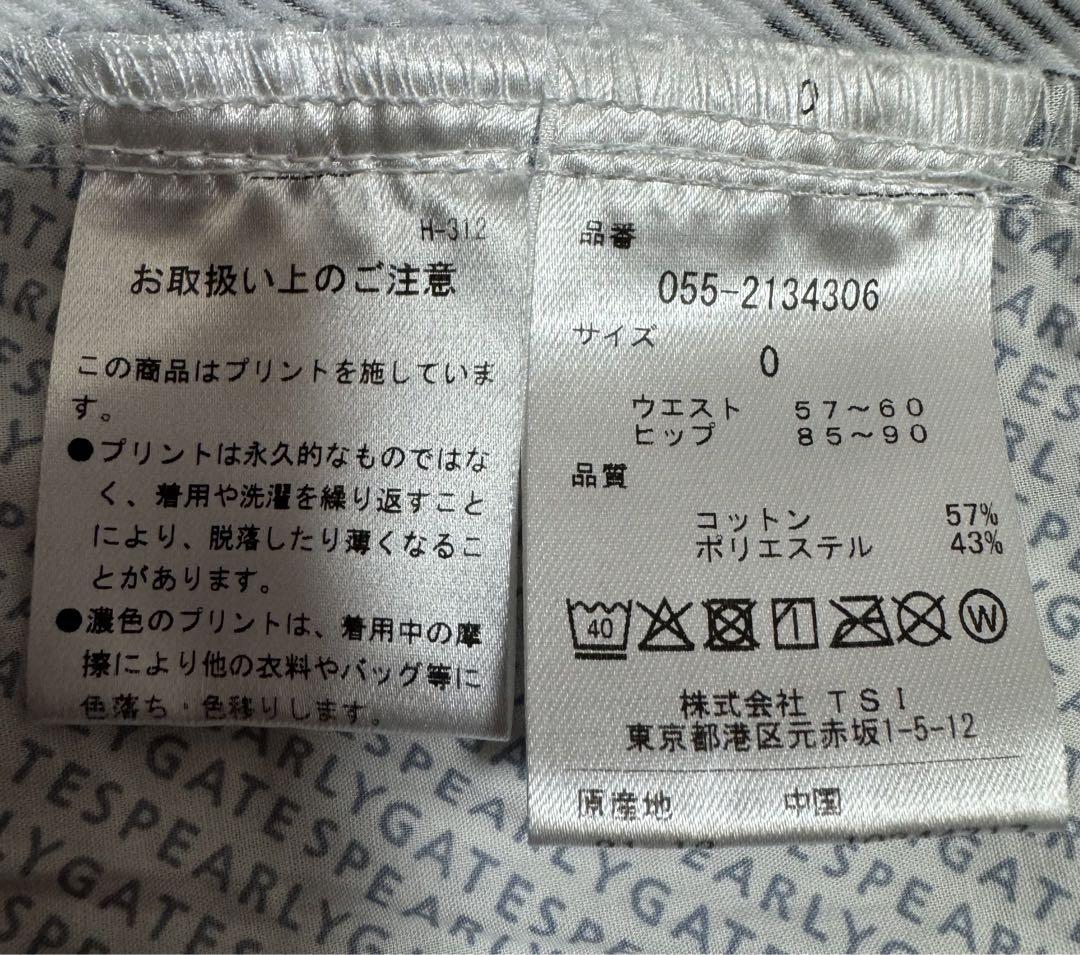 H-312
お取扱い上のご注意
この商品はプリントを施していま
す。
●プリントは永久的なものではな
く、着用や洗濯を繰り返すこと
により、脱落したり薄くなるこ
とがあります。
●濃色のプリントは、着用中の摩
擦により他の衣料やバッグ等に
色落ち・色移りします。
0
品番
055-2134306
サイズ
0
ウエスト 57~60
ヒップ 85~90
品質
コットン 57%
ポリエステル 43%
40
W
株式会社 TSI
東京都港区元赤坂1-5-12
原産地 中国
PEARLYGATES